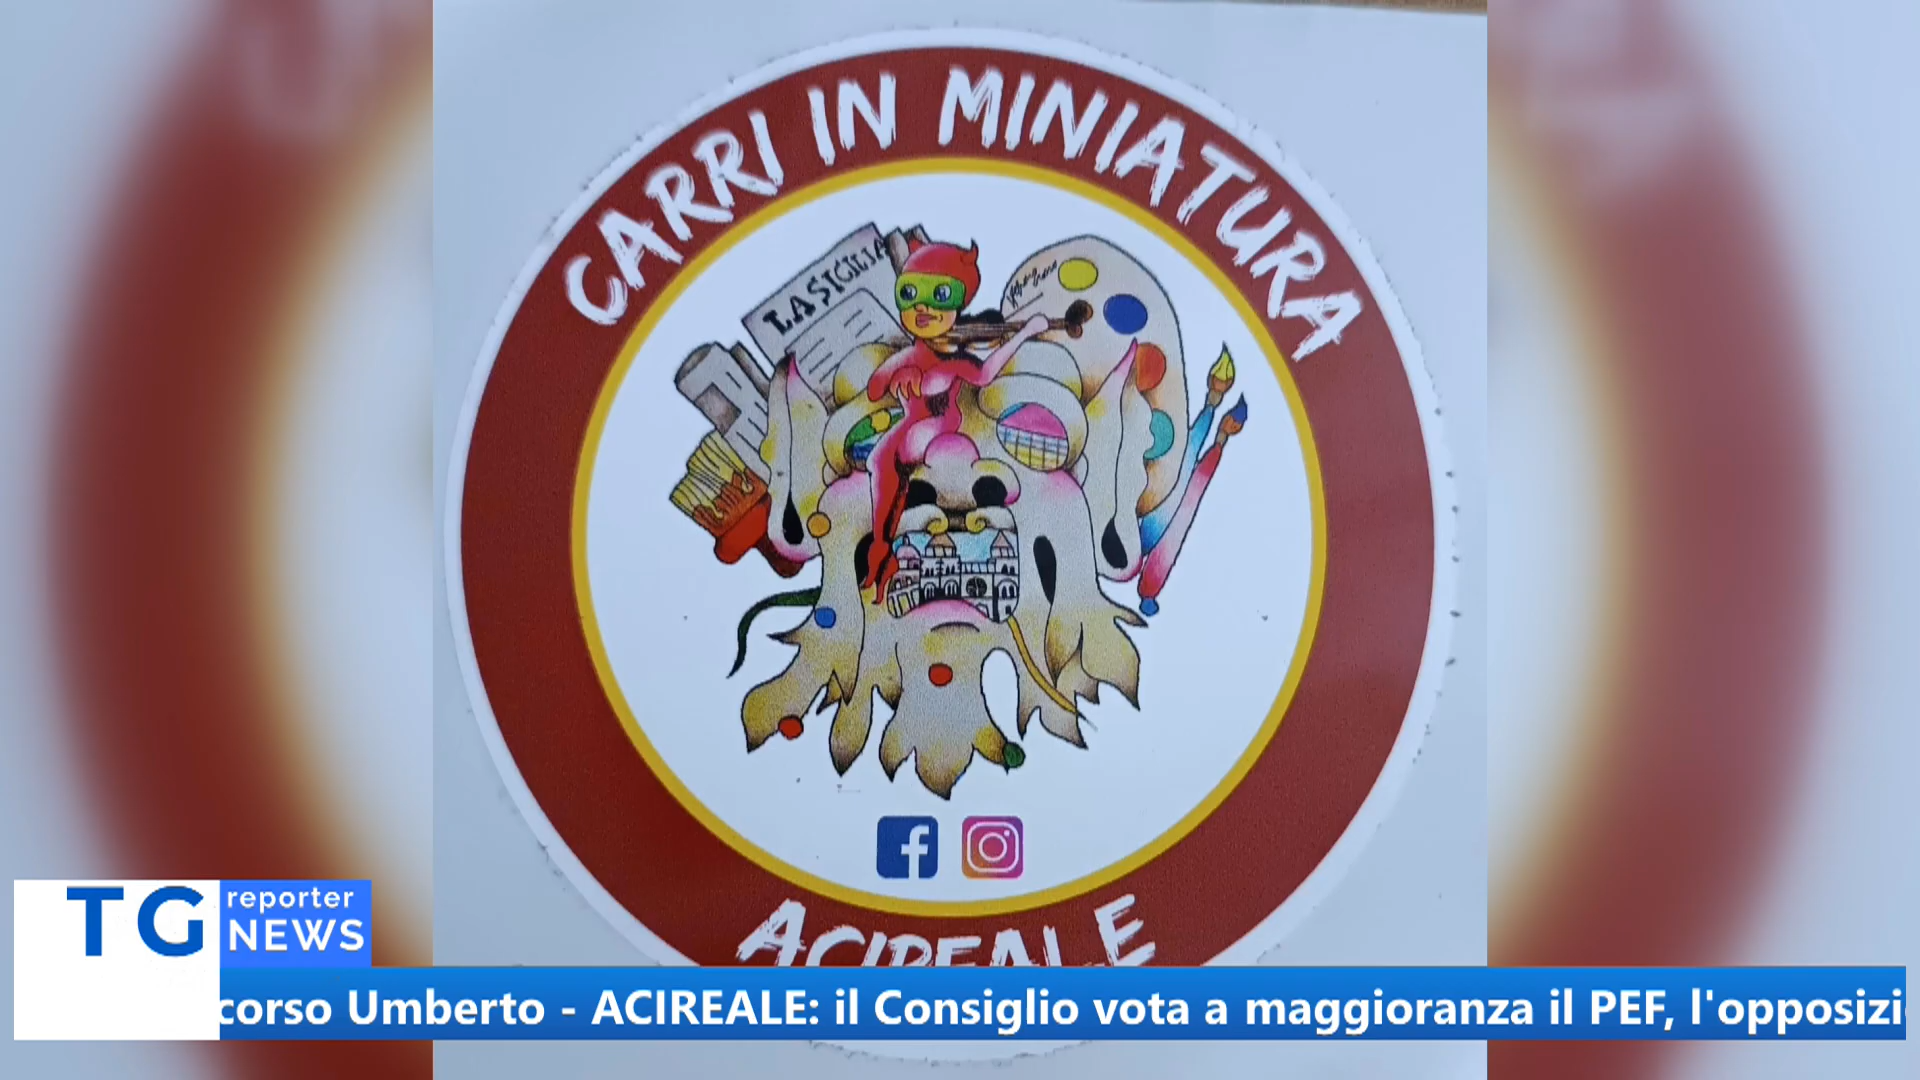 CARRI IN MINIATURA
LA SICILIA
ACIREALE
TG
reporter
NEWS
corso Umberto - ACIREALE: il Consiglio vota a maggioranza il PEF, l'opposizi